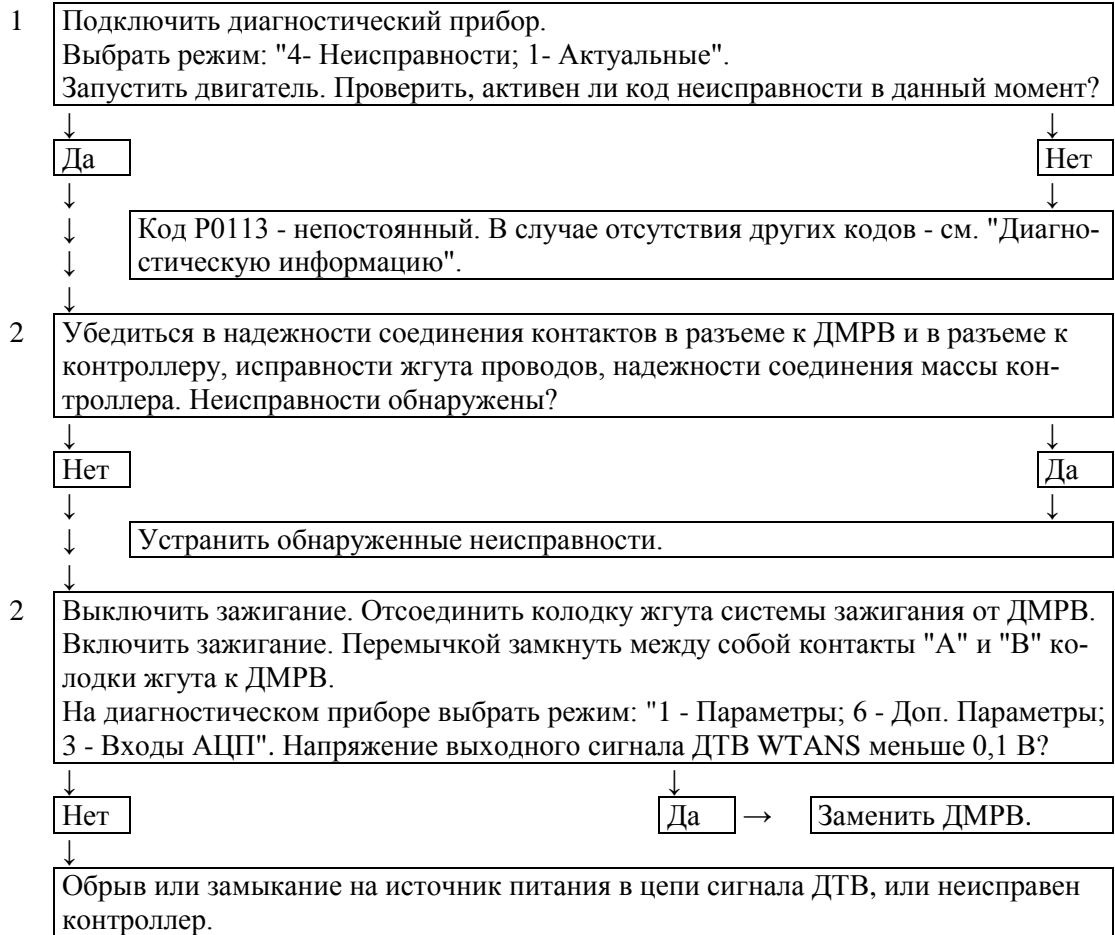 1 Подключить диагностический прибор.
Выбрать режим: "4- Неисправности; 1- Актуальные".
Запустить двигатель. Проверить, активен ли код неисправности в данный момент?
↓ ↓
Да Нет
↓ ↓
↓ Код Р0113 - непостоянный. В случае отсутствия других кодов - см. "Диагно-
↓ стическую информацию".
↓
2 Убедиться в надежности соединения контактов в разъеме к ДМРВ и в разъеме к
контроллеру, исправности жгута проводов, надежности соединения массы кон-
троллера. Неисправности обнаружены?
↓ ↓
Нет Да
↓ ↓
↓ Устранить обнаруженные неисправности.
↓
2 Выключить зажигание. Отсоединить колодку жгута системы зажигания от ДМРВ.
Включить зажигание. Перемычкой замкнуть между собой контакты "А" и "В" ко-
лодки жгута к ДМРВ.
На диагностическом приборе выбрать режим: "1 - Параметры; 6 - Доп. Параметры;
3 - Входы АЦП". Напряжение выходного сигнала ДТВ WTANS меньше 0,1 В?
↓ ↓
Нет Да → Заменить ДМРВ.
↓
Обрыв или замыкание на источник питания в цепи сигнала ДТВ, или неисправен
контроллер.